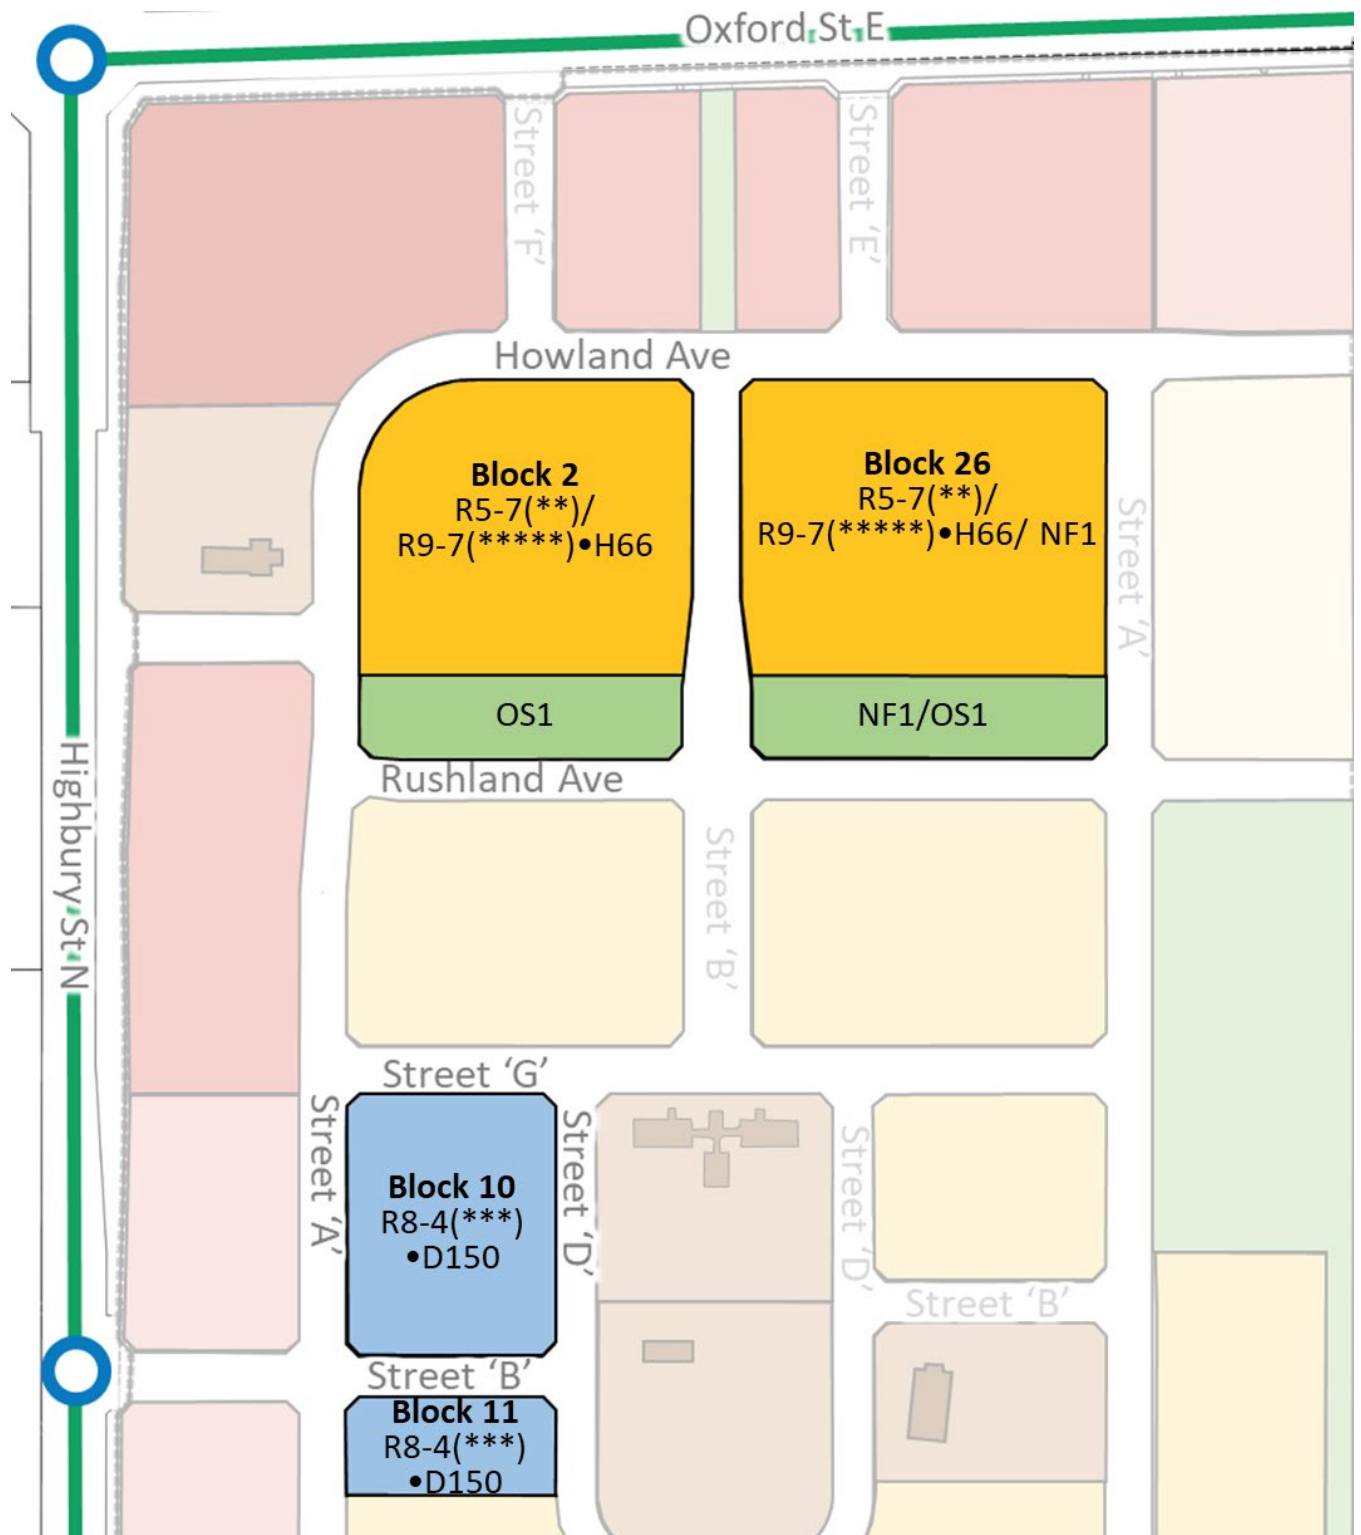 Oxford St E
Street ‘F’
Street ‘E’
Howland Ave
Block 2
R5-7(**)/
R9-7(*****)•H66
Block 26
R5-7(**)/
R9-7(*****)•H66/ NF1
Street ‘A’
OS1
NF1/OS1
Rushland Ave
Highbury St N
Street ‘B’
Street ‘G’
Street ‘A’
Block 10
R8-4(***)
•D150
Street ‘D’
Street ‘D’
Street ‘B’
Street ‘B’
Block 11
R8-4(***)
•D150